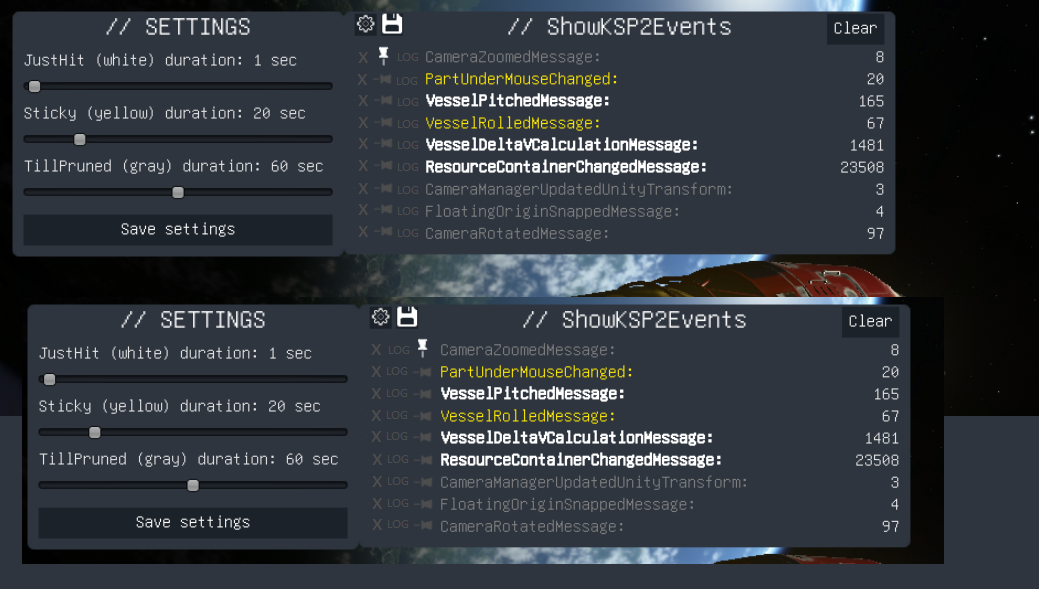 // SETTINGS
JustHit (white) duration: 1 sec
Sticky (yellow) duration: 20 sec
TillPruned (gray) duration: 60 sec
Save settings
// ShowKSP2Events Clear
X LOG CameraZoomedMessage: 8
X LOG PartUnderMouseChanged: 20
X LOG VesselPitchedMessage: 165
X LOG VesselRolledMessage: 67
X LOG VesselDeltaVCalculationMessage: 1481
X LOG ResourceContainerChangedMessage: 23508
X LOG CameraManagerUpdatedUnityTransform: 3
X LOG FloatingOriginSnappedMessage: 4
X LOG CameraRotatedMessage: 97
// SETTINGS
JustHit (white) duration: 1 sec
Sticky (yellow) duration: 20 sec
TillPruned (gray) duration: 60 sec
Save settings
// ShowKSP2Events Clear
X LOG CameraZoomedMessage: 8
X LOG PartUnderMouseChanged: 20
X LOG VesselPitchedMessage: 165
X LOG VesselRolledMessage: 67
X LOG VesselDeltaVCalculationMessage: 1481
X LOG ResourceContainerChangedMessage: 23508
X LOG CameraManagerUpdatedUnityTransform: 3
X LOG FloatingOriginSnappedMessage: 4
X LOG CameraRotatedMessage: 97